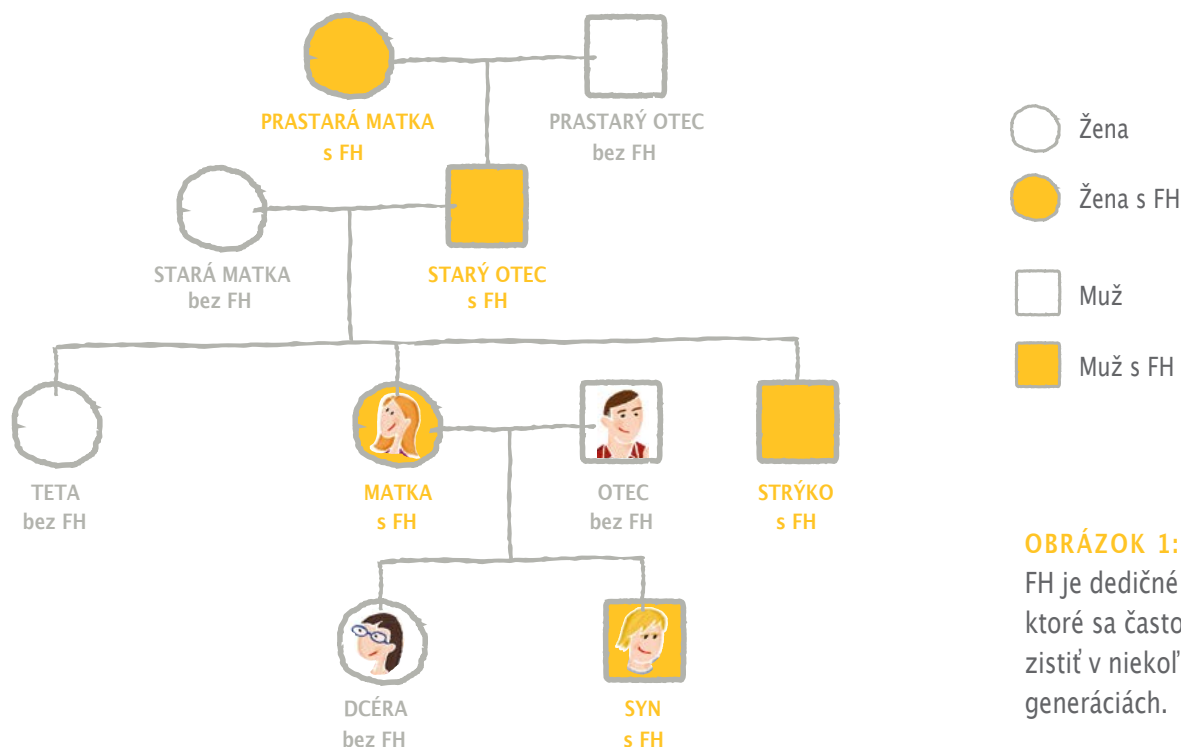 PRASTARÁ MATKA
s FH
PRASTARÝ OTEC
bez FH
STARÁ MATKA
bez FH
STARÝ OTEC
s FH
TETA
bez FH
MATKA
s FH
OTEC
bez FH
STRÝKO
s FH
DCÉRA
bez FH
SYN
s FH
Žena
Žena s FH
Muž
Muž s FH
OBRÁZOK 1:
FH je dedičné
ktoré sa často
zistiť v niekoľ
generáciách.